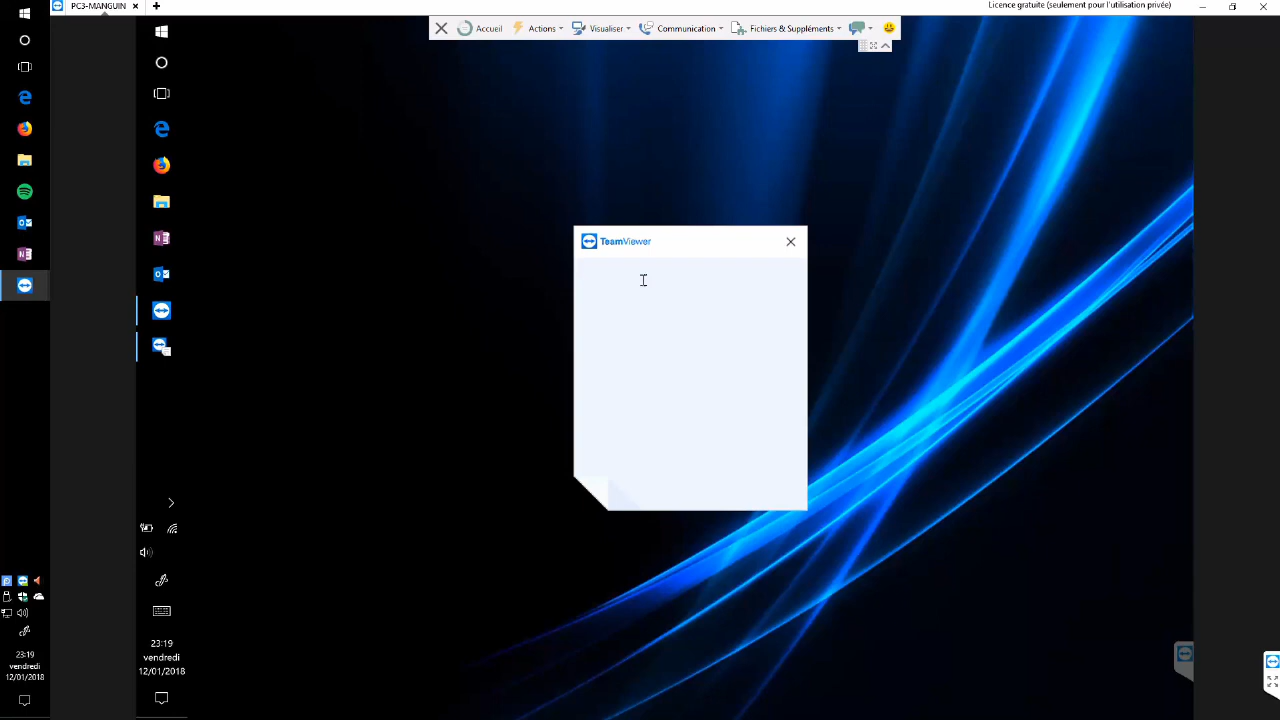 PC3-MANGUIN
Licence gratuite (seulement pour l'utilisation privée)
Accueil
Actions
Visualiser
Communication
Fichiers & Suppléments
TeamViewer
23:19
vendredi
12/01/2018
23:19
vendredi
12/01/2018